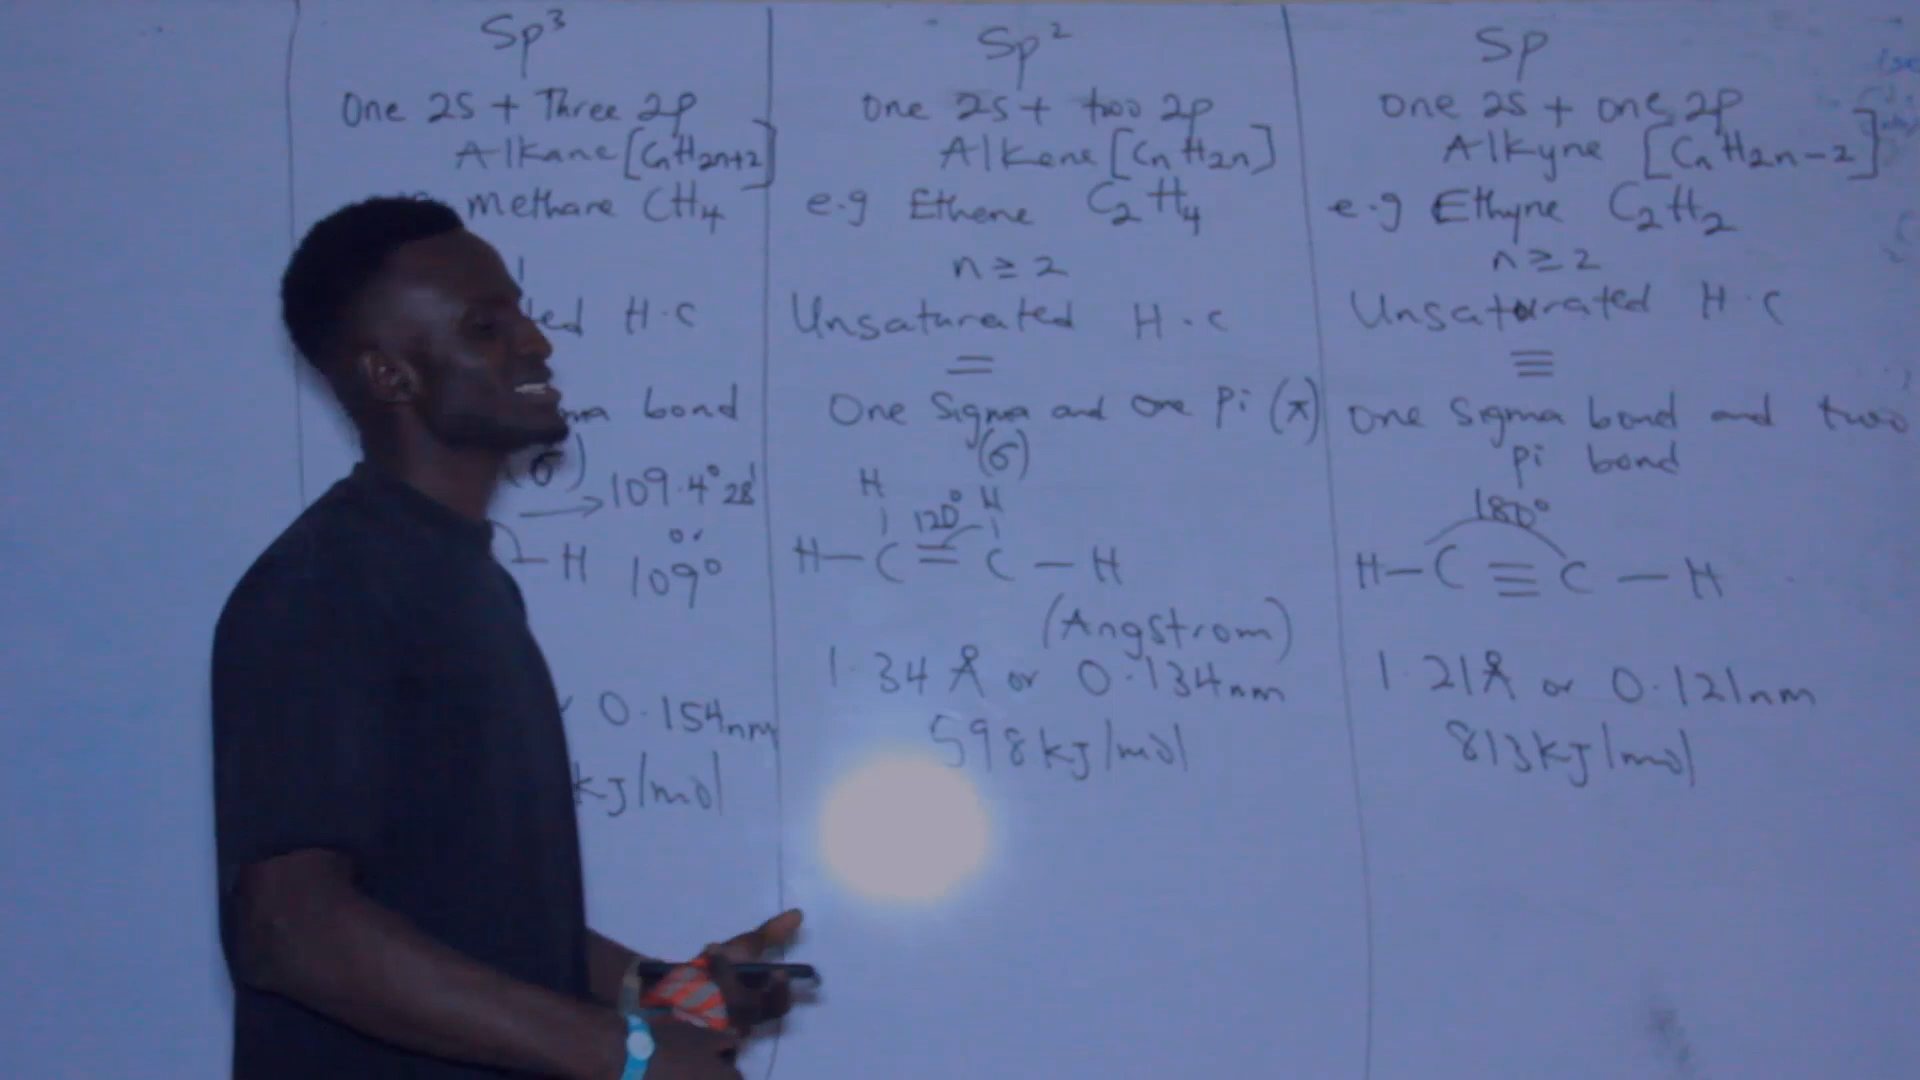 Sp³
One 2S + Three 2p
Alkane [CnH2n+2]
methane CH4
H.C
bond
(σ)
109.4°28'
or
109°
H
0.154nm
kJ/mol
Sp²
One 2S + two 2p
Alkene [CnH2n]
e.g Ethene C2H4
n ≥ 2
Unsaturated H.C
=
One Sigma and one Pi (π)
(σ)
H H
120°
H–C = C–H
(Angstrom)
1.34 Å or 0.134nm
598kJ/mol
Sp
One 2S + one 2p
Alkyne [CnH2n-2]
e.g Ethyne C2H2
n ≥ 2
Unsaturated H.C
≡
One Sigma bond and two
Pi bond
180°
H–C ≡ C–H
1.21Å or 0.121nm
813kJ/mol